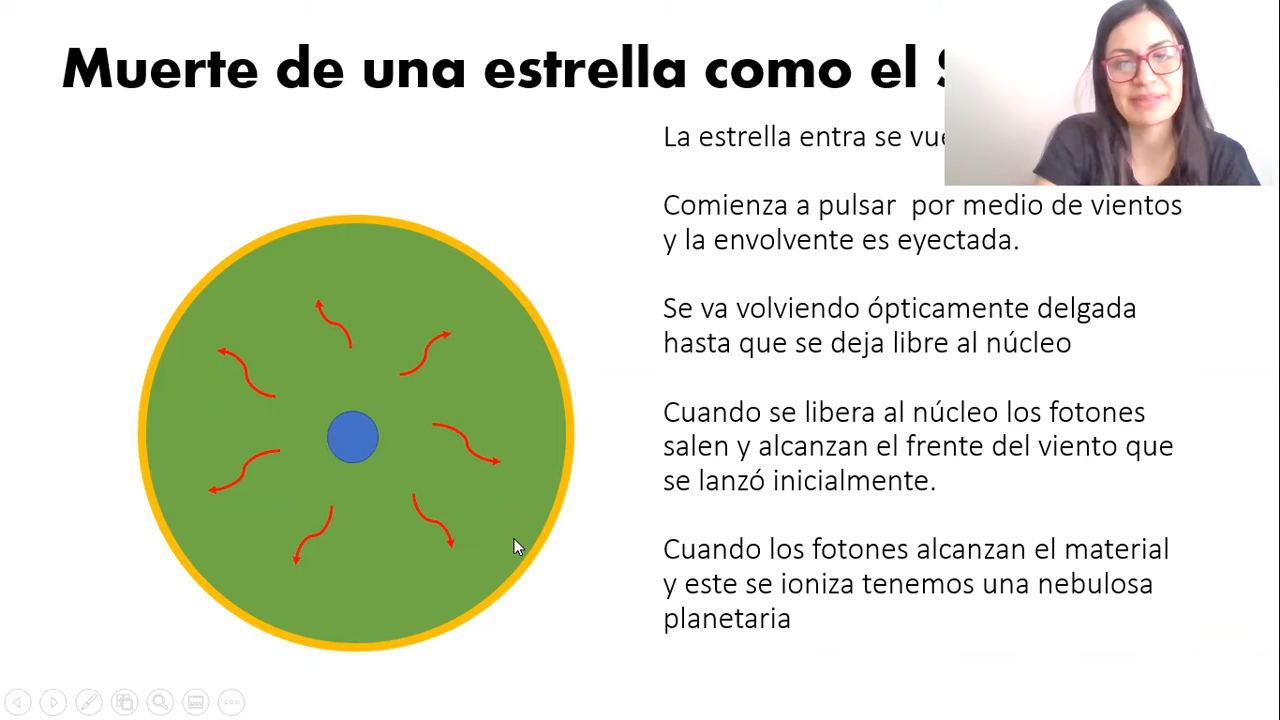 Muerte de una estrella como el
La estrella entra se
Comienza a pulsar por medio de vientos
y la envolvente es eyectada.
Se va volviendo ópticamente delgada
hasta que se deja libre al núcleo
Cuando se libera al núcleo los fotones
salen y alcanzan el frente del viento que
se lanzó inicialmente.
Cuando los fotones alcanzan el material
y este se ioniza tenemos una nebulosa
planetaria